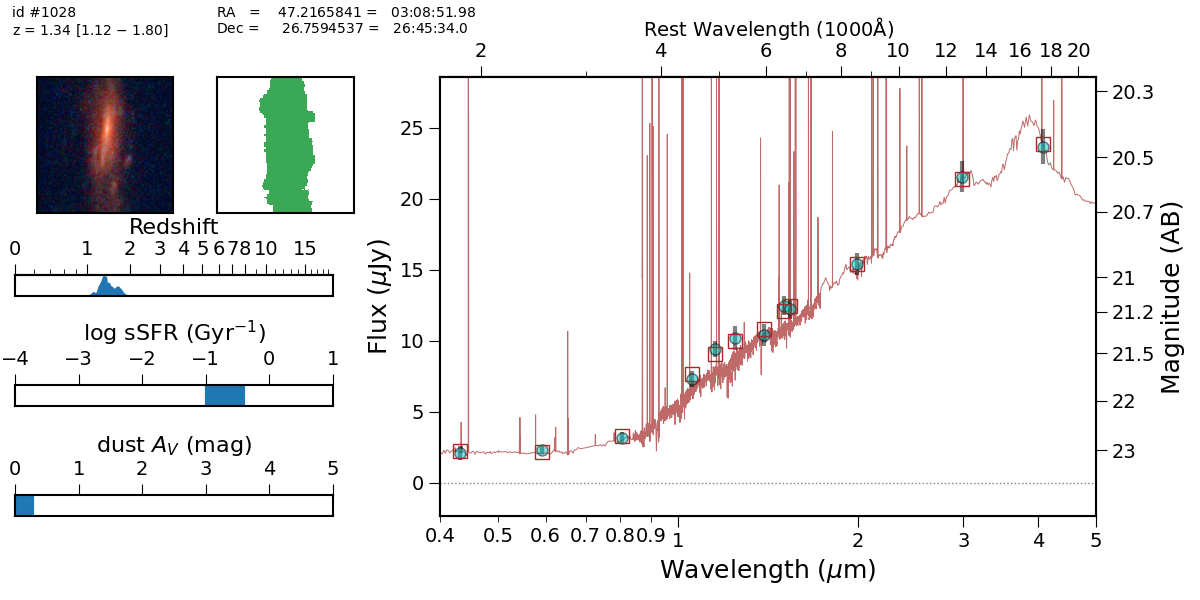 id #1028
z = 1.34 [1.12 − 1.80]
RA = 47.2165841 = 03:08:51.98
Dec = 26.7594537 = 26:45:34.0
Redshift
0 1 2 3 4 5 6 7 8 10 15
log sSFR (Gyr⁻¹)
−4 −3 −2 −1 0 1
dust A_V (mag)
0 1 2 3 4 5
Rest Wavelength (1000Å)
2 4 6 8 10 12 14 16 18 20
Flux (μJy)
25
20
15
10
5
0
20.3
20.5
20.7
21
21.2
21.5
22
23
Magnitude (AB)
0.4 0.5 0.6 0.7 0.8 0.9 1 2 3 4 5
Wavelength (μm)